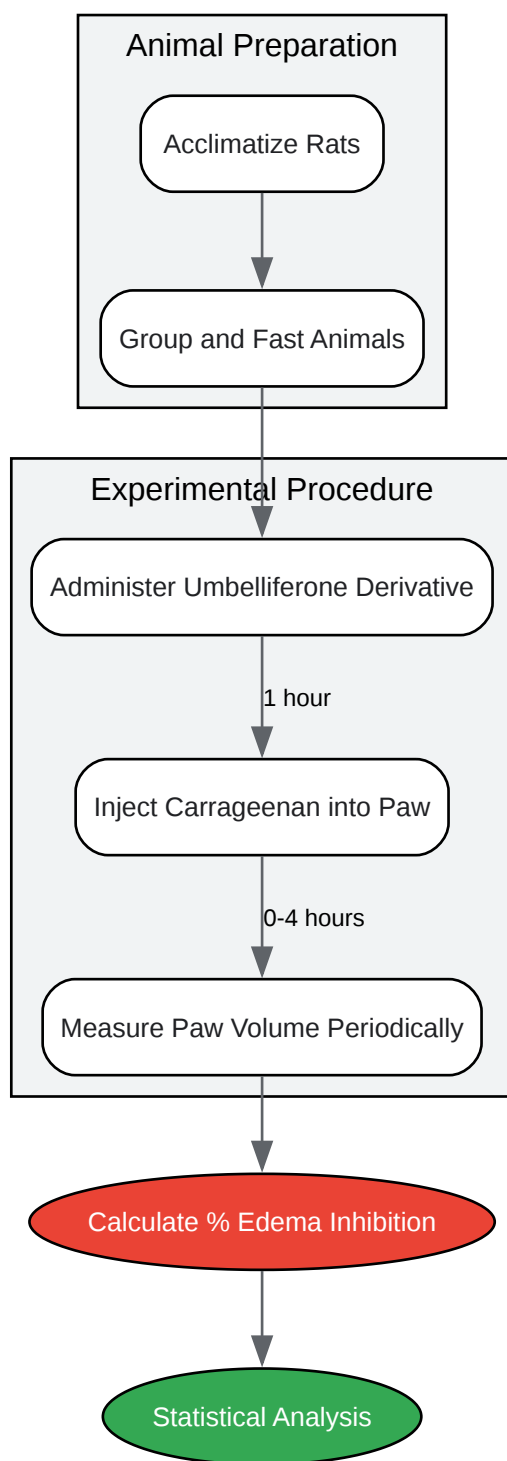 Animal Preparation
Acclimatize Rats
Group and Fast Animals
Experimental Procedure
Administer Umbelliferone Derivative
1 hour
Inject Carrageenan into Paw
0-4 hours
Measure Paw Volume Periodically
Calculate % Edema Inhibition
Statistical Analysis